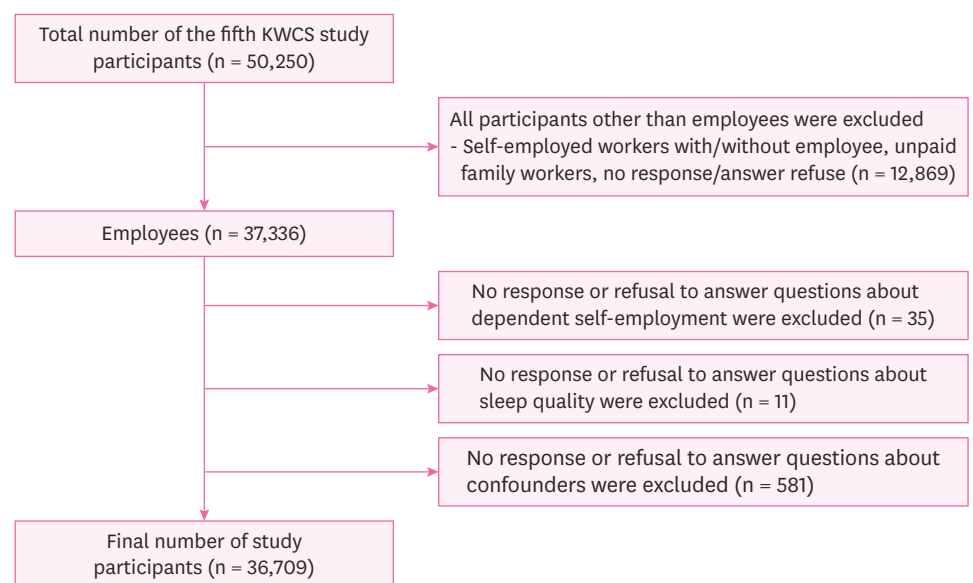 Total number of the fifth KWCS study
participants (n = 50,250)
All participants other than employees were excluded
- Self-employed workers with/without employee, unpaid
family workers, no response/answer refuse (n = 12,869)
Employees (n = 37,336)
No response or refusal to answer questions about
dependent self-employment were excluded (n = 35)
No response or refusal to answer questions about
sleep quality were excluded (n = 11)
No response or refusal to answer questions about
confounders were excluded (n = 581)
Final number of study
participants (n = 36,709)